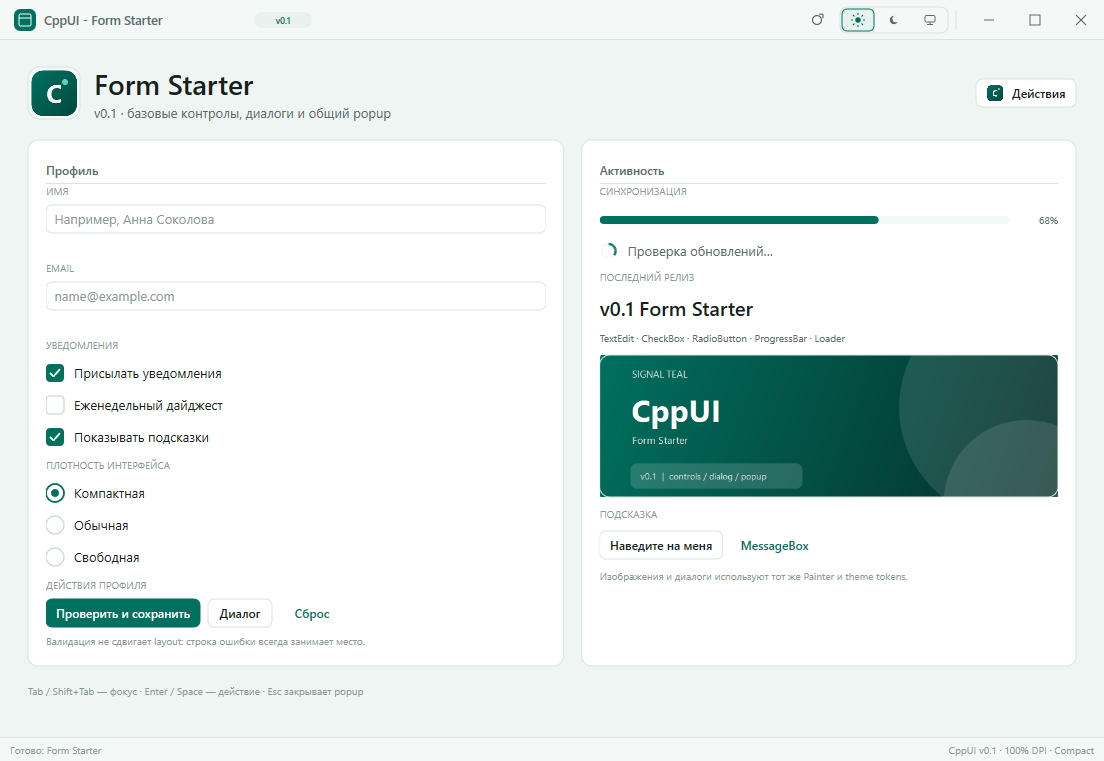 CppUI - Form Starter
v0.1
C
Form Starter
v0.1 · базовые контролы, диалоги и общий popup
C
Действия
Профиль
ИМЯ
Например, Анна Соколова
EMAIL
name@example.com
УВЕДОМЛЕНИЯ
Присылать уведомления
Еженедельный дайджест
Показывать подсказки
ПЛОТНОСТЬ ИНТЕРФЕЙСА
Компактная
Обычная
Свободная
ДЕЙСТВИЯ ПРОФИЛЯ
Проверить и сохранить
Диалог
Сброс
Валидация не сдвигает layout: строка ошибки всегда занимает место.
Активность
СИНХРОНИЗАЦИЯ
68%
Проверка обновлений...
ПОСЛЕДНИЙ РЕЛИЗ
v0.1 Form Starter
TextEdit · CheckBox · RadioButton · ProgressBar · Loader
SIGNAL TEAL
CppUI
Form Starter
v0.1 | controls / dialog / popup
ПОДСКАЗКА
Наведите на меня
MessageBox
Изображения и диалоги используют тот же Painter и theme tokens.
Tab / Shift+Tab — фокус · Enter / Space — действие · Esc закрывает popup
Готово: Form Starter
CppUI v0.1 · 100% DPI · Compact